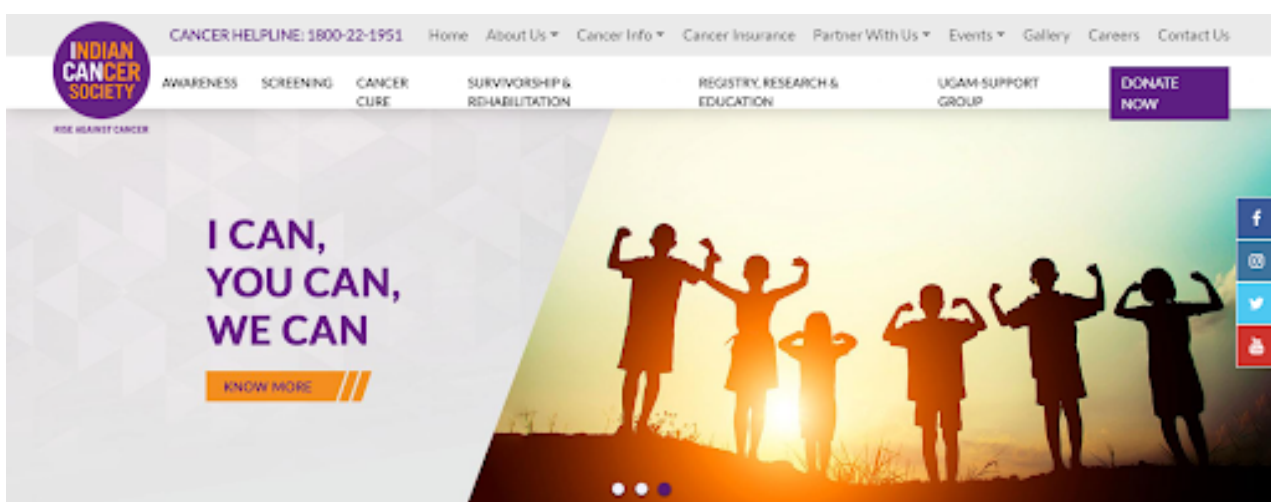 INDIAN
CANCER
SOCIETY
RISE AGAINST CANCER
CANCER HELPLINE: 1800-22-1951 Home About Us Cancer Info Cancer Insurance Partner With Us Events Gallery Careers Contact Us
AWARENESS SCREENING CANCER CURE SURVIVORSHIP & REHABILITATION REGISTRY, RESEARCH & EDUCATION UGAM-SUPPORT GROUP DONATE NOW
I CAN,
YOU CAN,
WE CAN
KNOW MORE